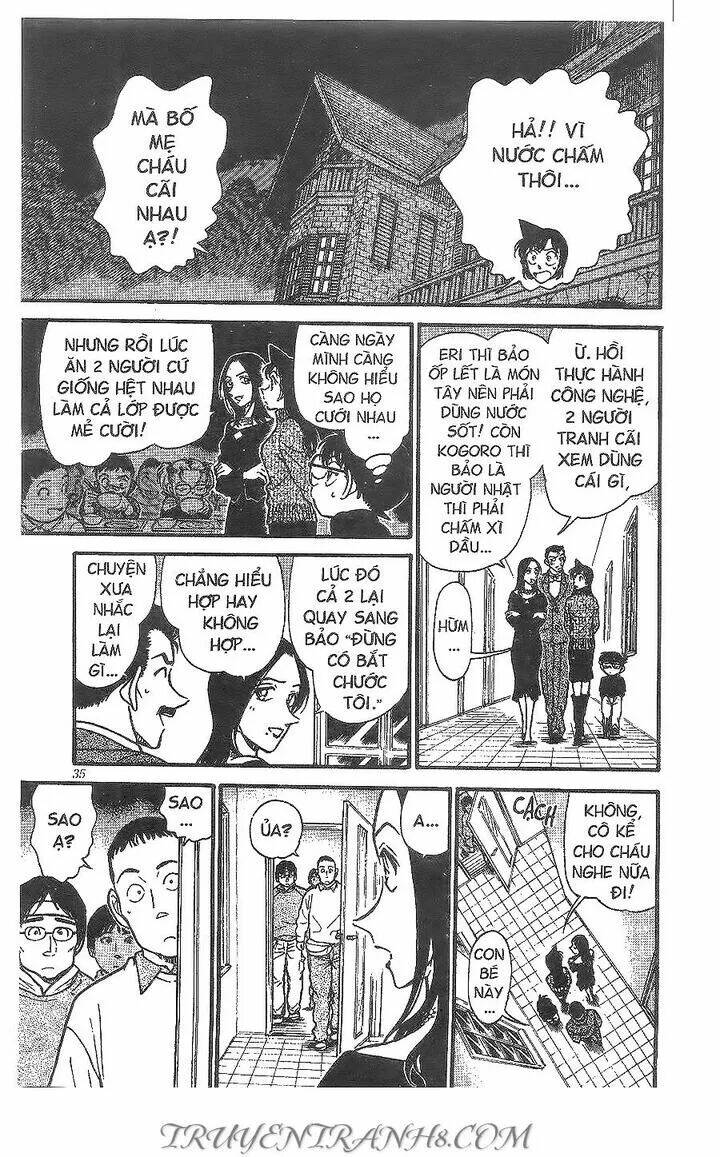 HẢ!! VÌ
NƯỚC CHẤM
THÔI...
MÀ BỐ
MẸ
CHÁU
CÃI
NHAU
Ạ?!
Ừ. HỒI
THỰC HÀNH
CÔNG NGHỆ,
2 NGƯỜI
TRANH CÃI
XEM DÙNG
CÁI GÌ,
ERI THÌ BẢO
ỐP LẾT LÀ MÓN
TÂY NÊN PHẢI
DÙNG NƯỚC
SỐT! CÒN
KOGORO THÌ
BẢO LÀ
NGƯỜI NHẬT
THÌ PHẢI
CHẤM XÌ
DẦU...
HỪM
...
CÀNG NGÀY
MÌNH CÀNG
KHÔNG HIỂU
SAO HỌ
CƯỚI NHAU
...
NHƯNG RỒI LÚC
ĂN 2 NGƯỜI CỨ
GIỐNG HỆT NHAU
LÀM CẢ LỚP ĐƯỢC
MẺ CƯỜI!
LÚC ĐÓ
CẢ 2 LẠI
QUAY SANG
BẢO "ĐỪNG
CÓ BẮT
CHƯỚC
TÔI."
CHẲNG HIỂU
HỢP HAY
KHÔNG
HỢP...
CHUYỆN
XƯA
NHẮC
LẠI
LÀM
GÌ...
35
KHÔNG,
CÔ KỂ
CHO CHÁU
NGHE NỮA
ĐI!
CẠCH
CON
BÉ
NÀY...
A...
ỦA?
SAO
...
SAO
Ạ?
TRUYENTRANH8.COM